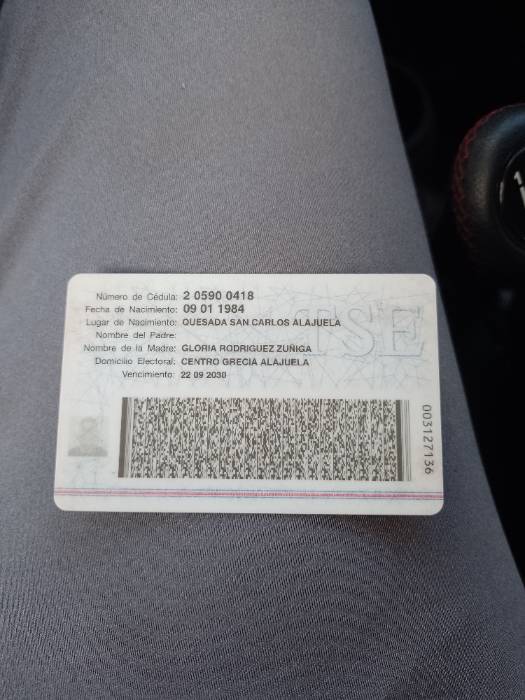 Número de Cédula: 2 0590 0418
Fecha de Nacimiento: 09 01 1984
Lugar de Nacimiento: QUESADA SAN CARLOS ALAJUELA
Nombre del Padre:
Nombre de la Madre: GLORIA RODRIGUEZ ZUÑIGA
Domicilio Electoral: CENTRO GRECIA ALAJUELA
Vencimiento: 22 09 2030
TSE
003127136
1